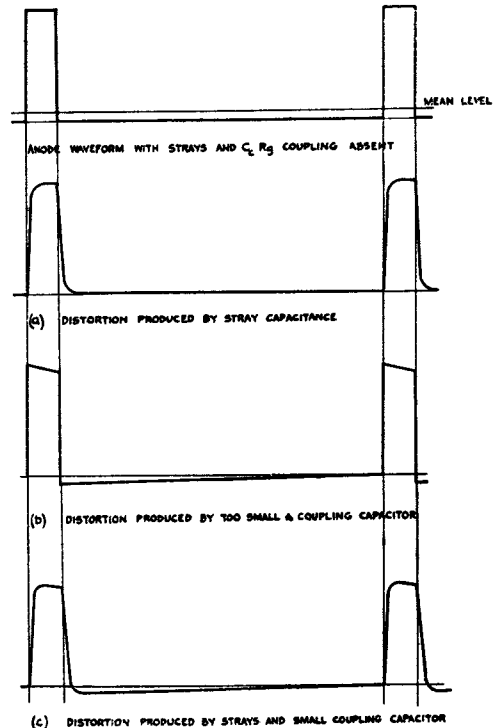 MEAN LEVEL
ANODE WAVEFORM WITH STRAYS AND Cc Rg COUPLING ABSENT
(a) DISTORTION PRODUCED BY STRAY CAPACITANCE
(b) DISTORTION PRODUCED BY TOO SMALL A COUPLING CAPACITOR
(c) DISTORTION PRODUCED BY STRAYS AND SMALL COUPLING CAPACITOR